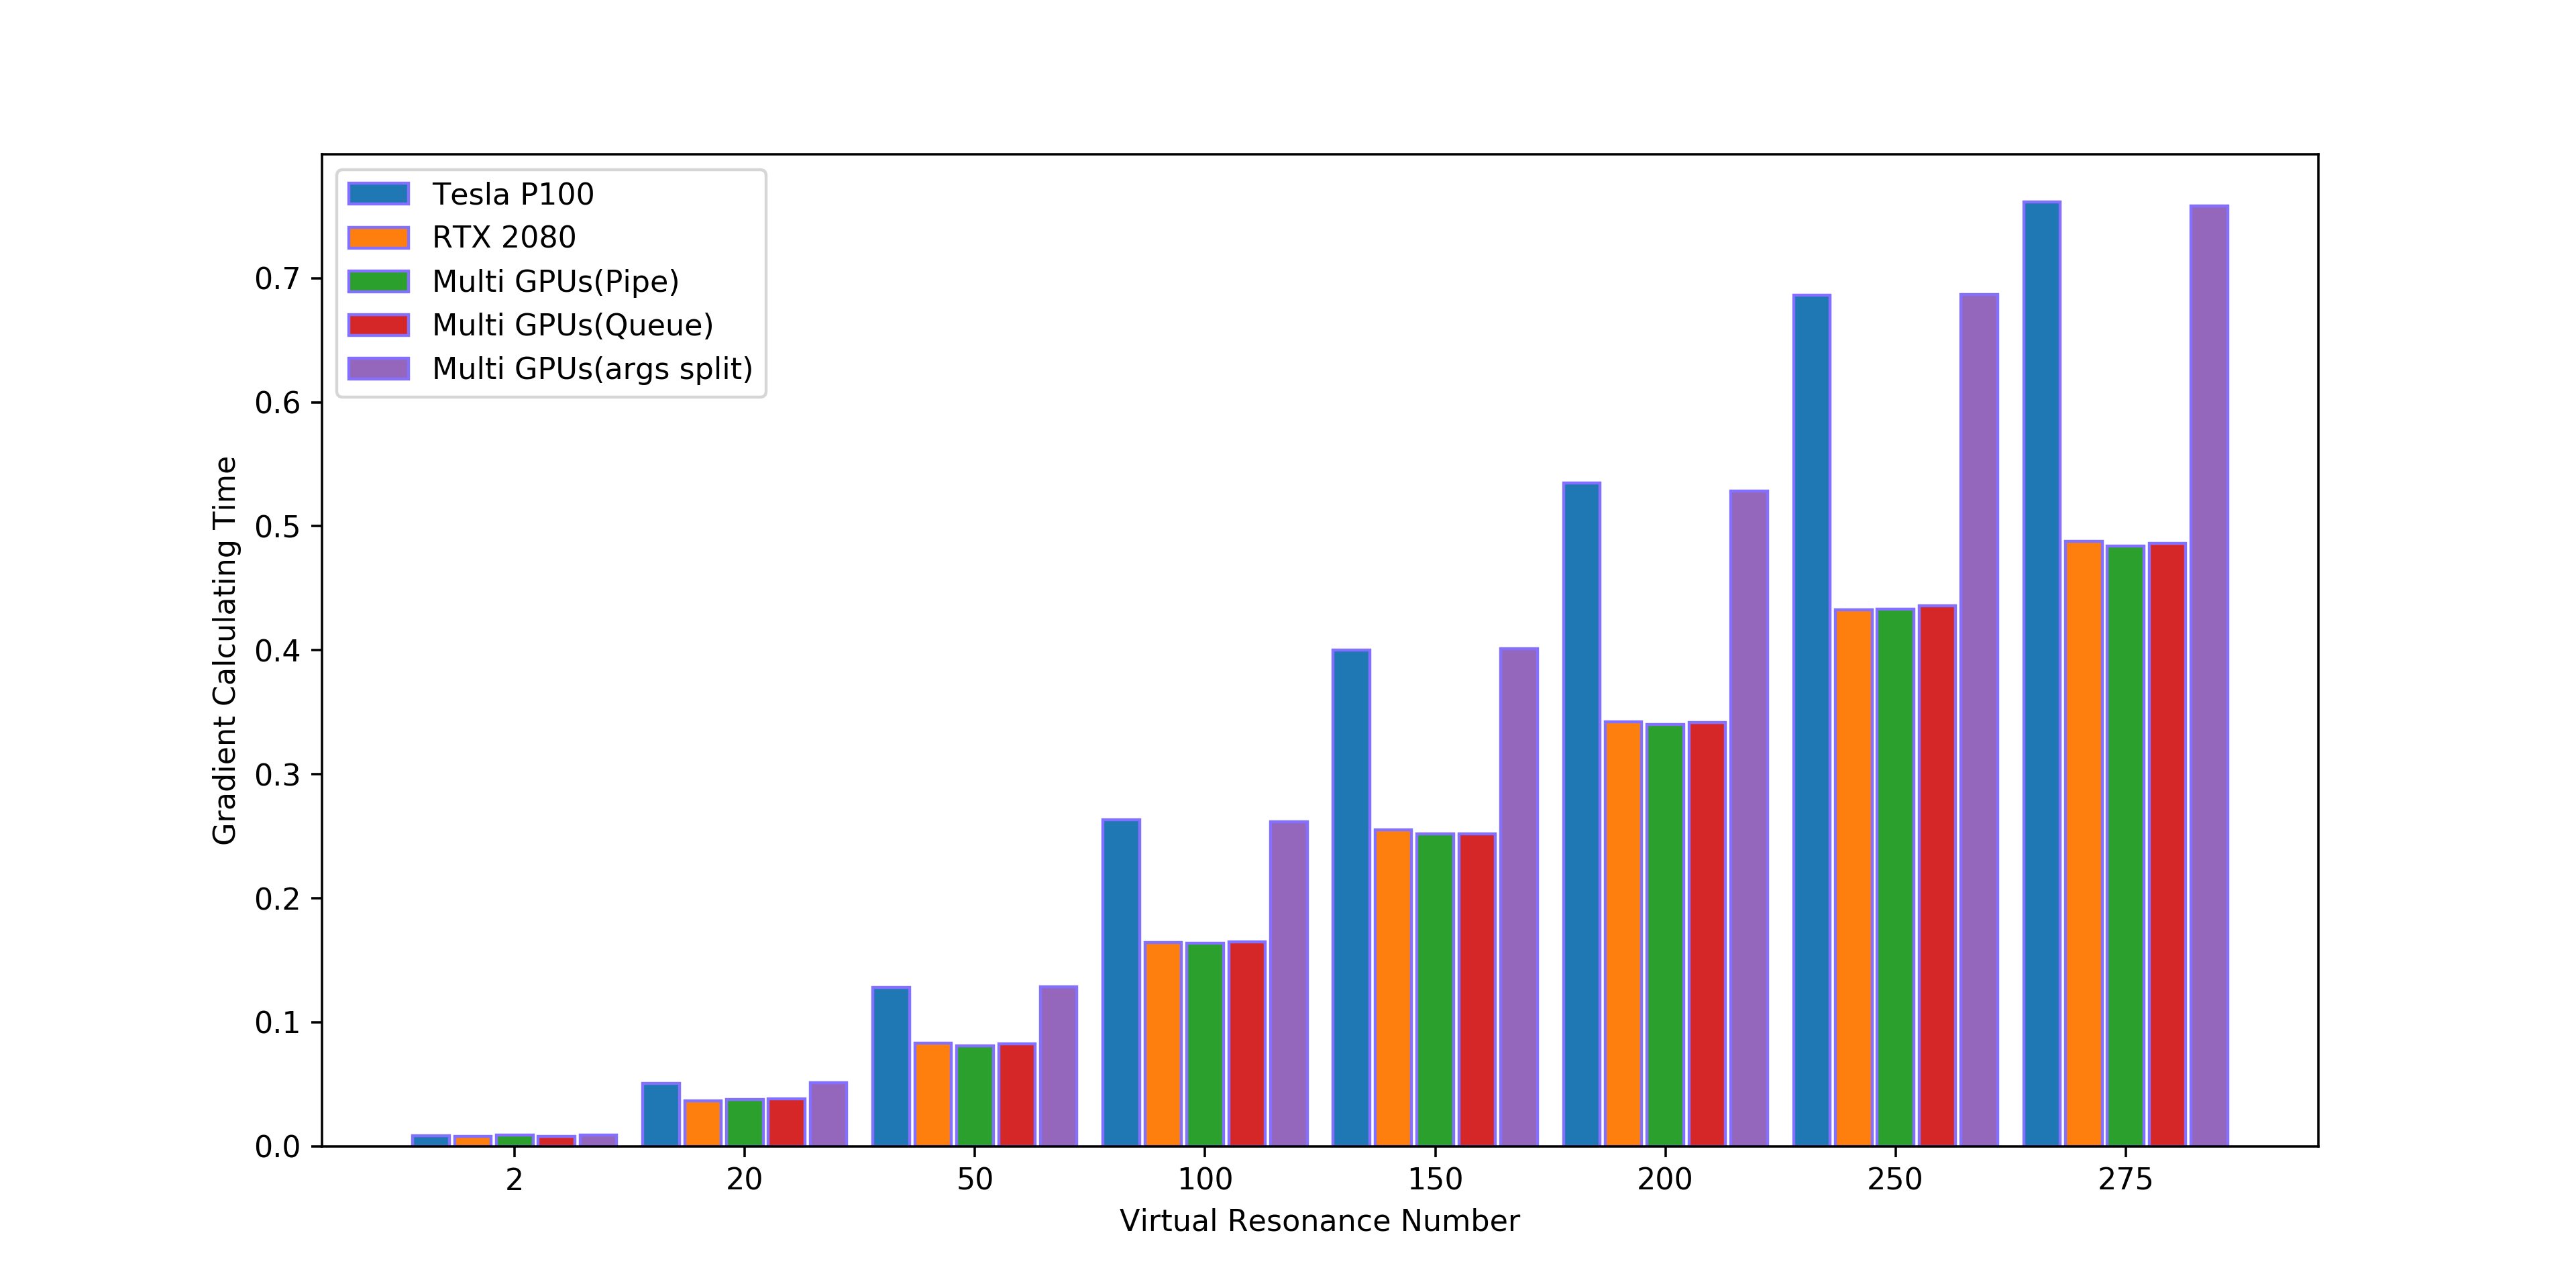 Tesla P100
RTX 2080
Multi GPUs(Pipe)
Multi GPUs(Queue)
Multi GPUs(args split)
Gradient Calculating Time
0.7
0.6
0.5
0.4
0.3
0.2
0.1
0.0
2 20 50 100 150 200 250 275
Virtual Resonance Number